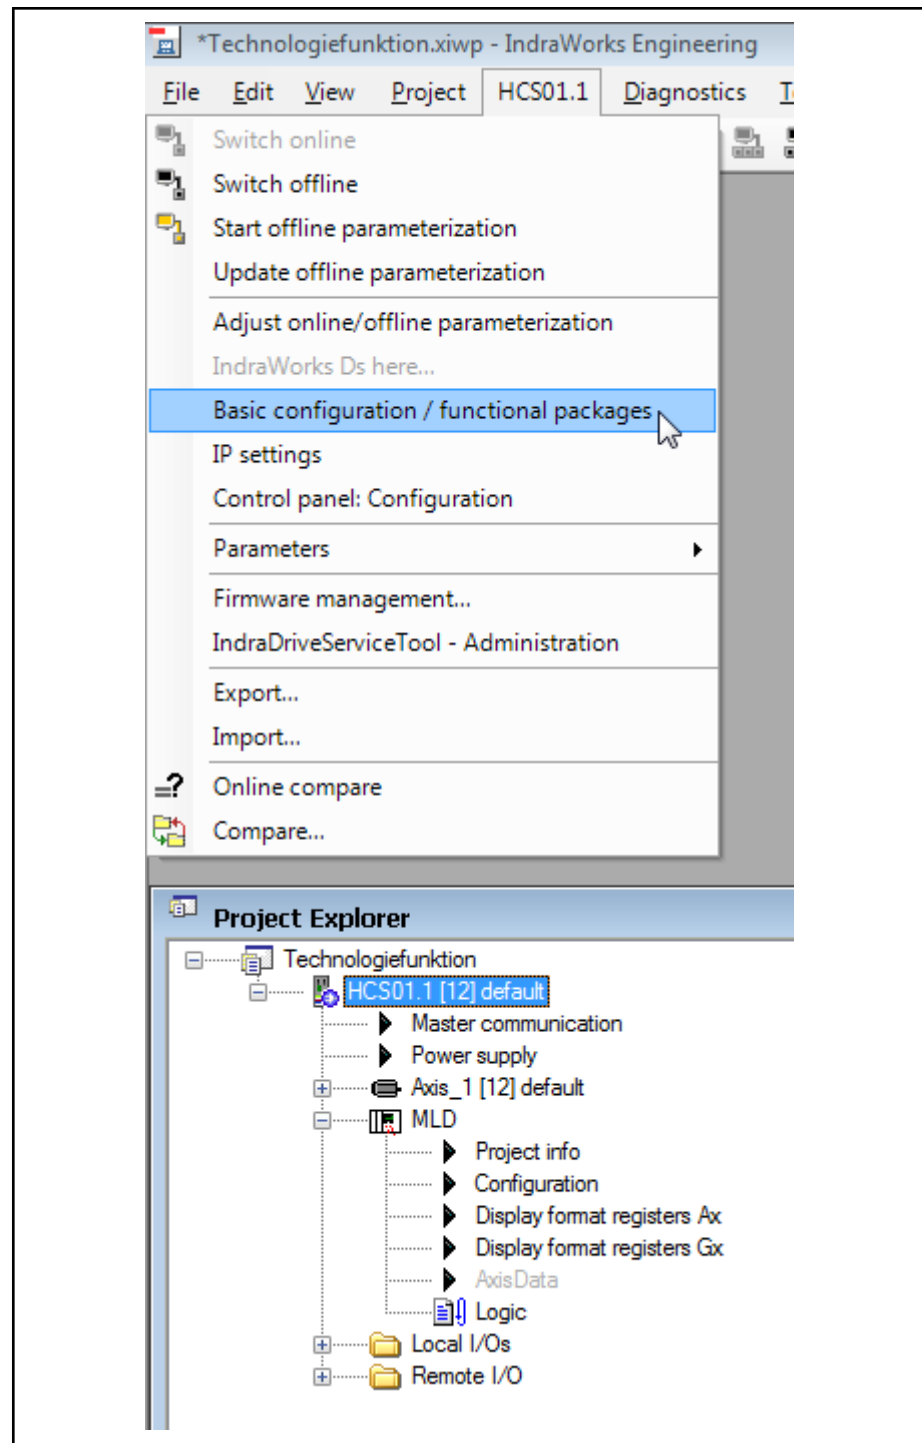 *Technologiefunktion.xiwp - IndraWorks Engineering
File Edit View Project HCS01.1 Diagnostics
Switch online
Switch offline
Start offline parameterization
Update offline parameterization
Adjust online/offline parameterization
IndraWorks Ds here...
Basic configuration / functional packages
IP settings
Control panel: Configuration
Parameters
Firmware management...
IndraDriveServiceTool - Administration
Export...
Import...
Online compare
Compare...
Project Explorer
Technologiefunktion
HCS01.1 [12] default
Master communication
Power supply
Axis_1 [12] default
MLD
Project info
Configuration
Display format registers Ax
Display format registers Gx
AxisData
Logic
Local I/Os
Remote I/O